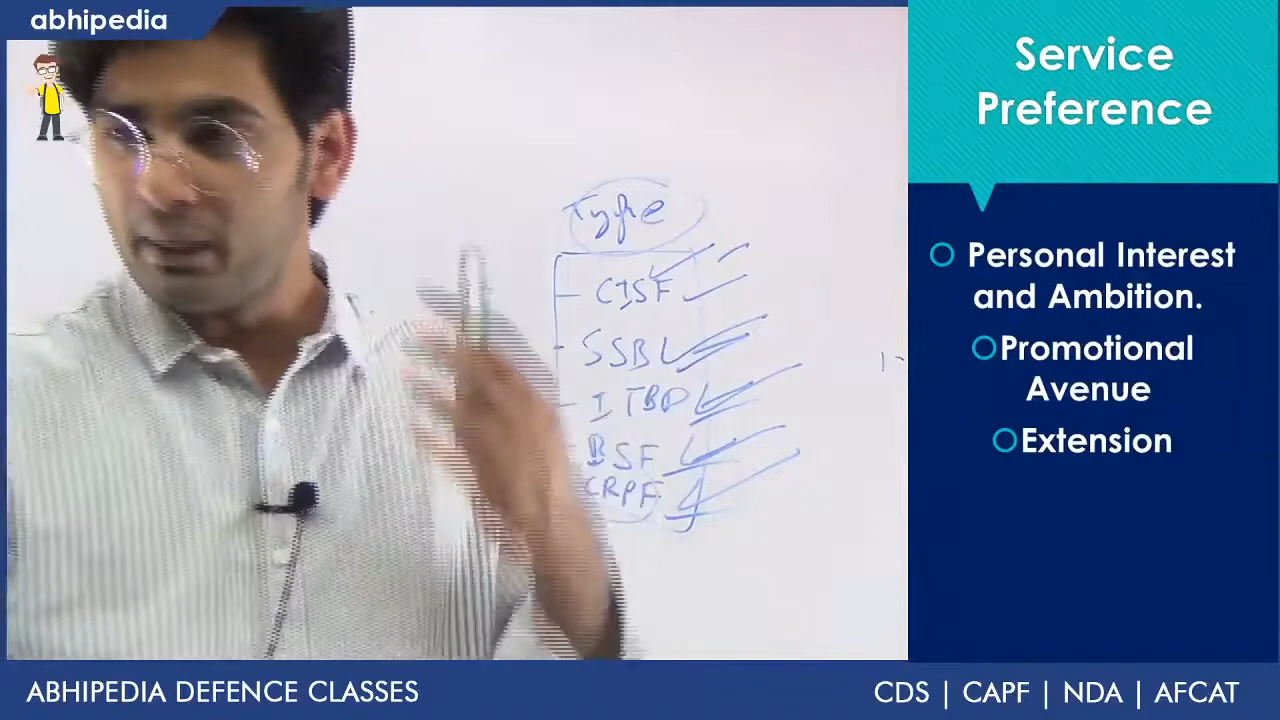 abhipedia
Service
Preference
Type
CISF
SSB
ITBP
BSF
CRPF
Personal Interest
and Ambition.
Promotional
Avenue
Extension
ABHIPEDIA DEFENCE CLASSES
CDS | CAPF | NDA | AFCAT